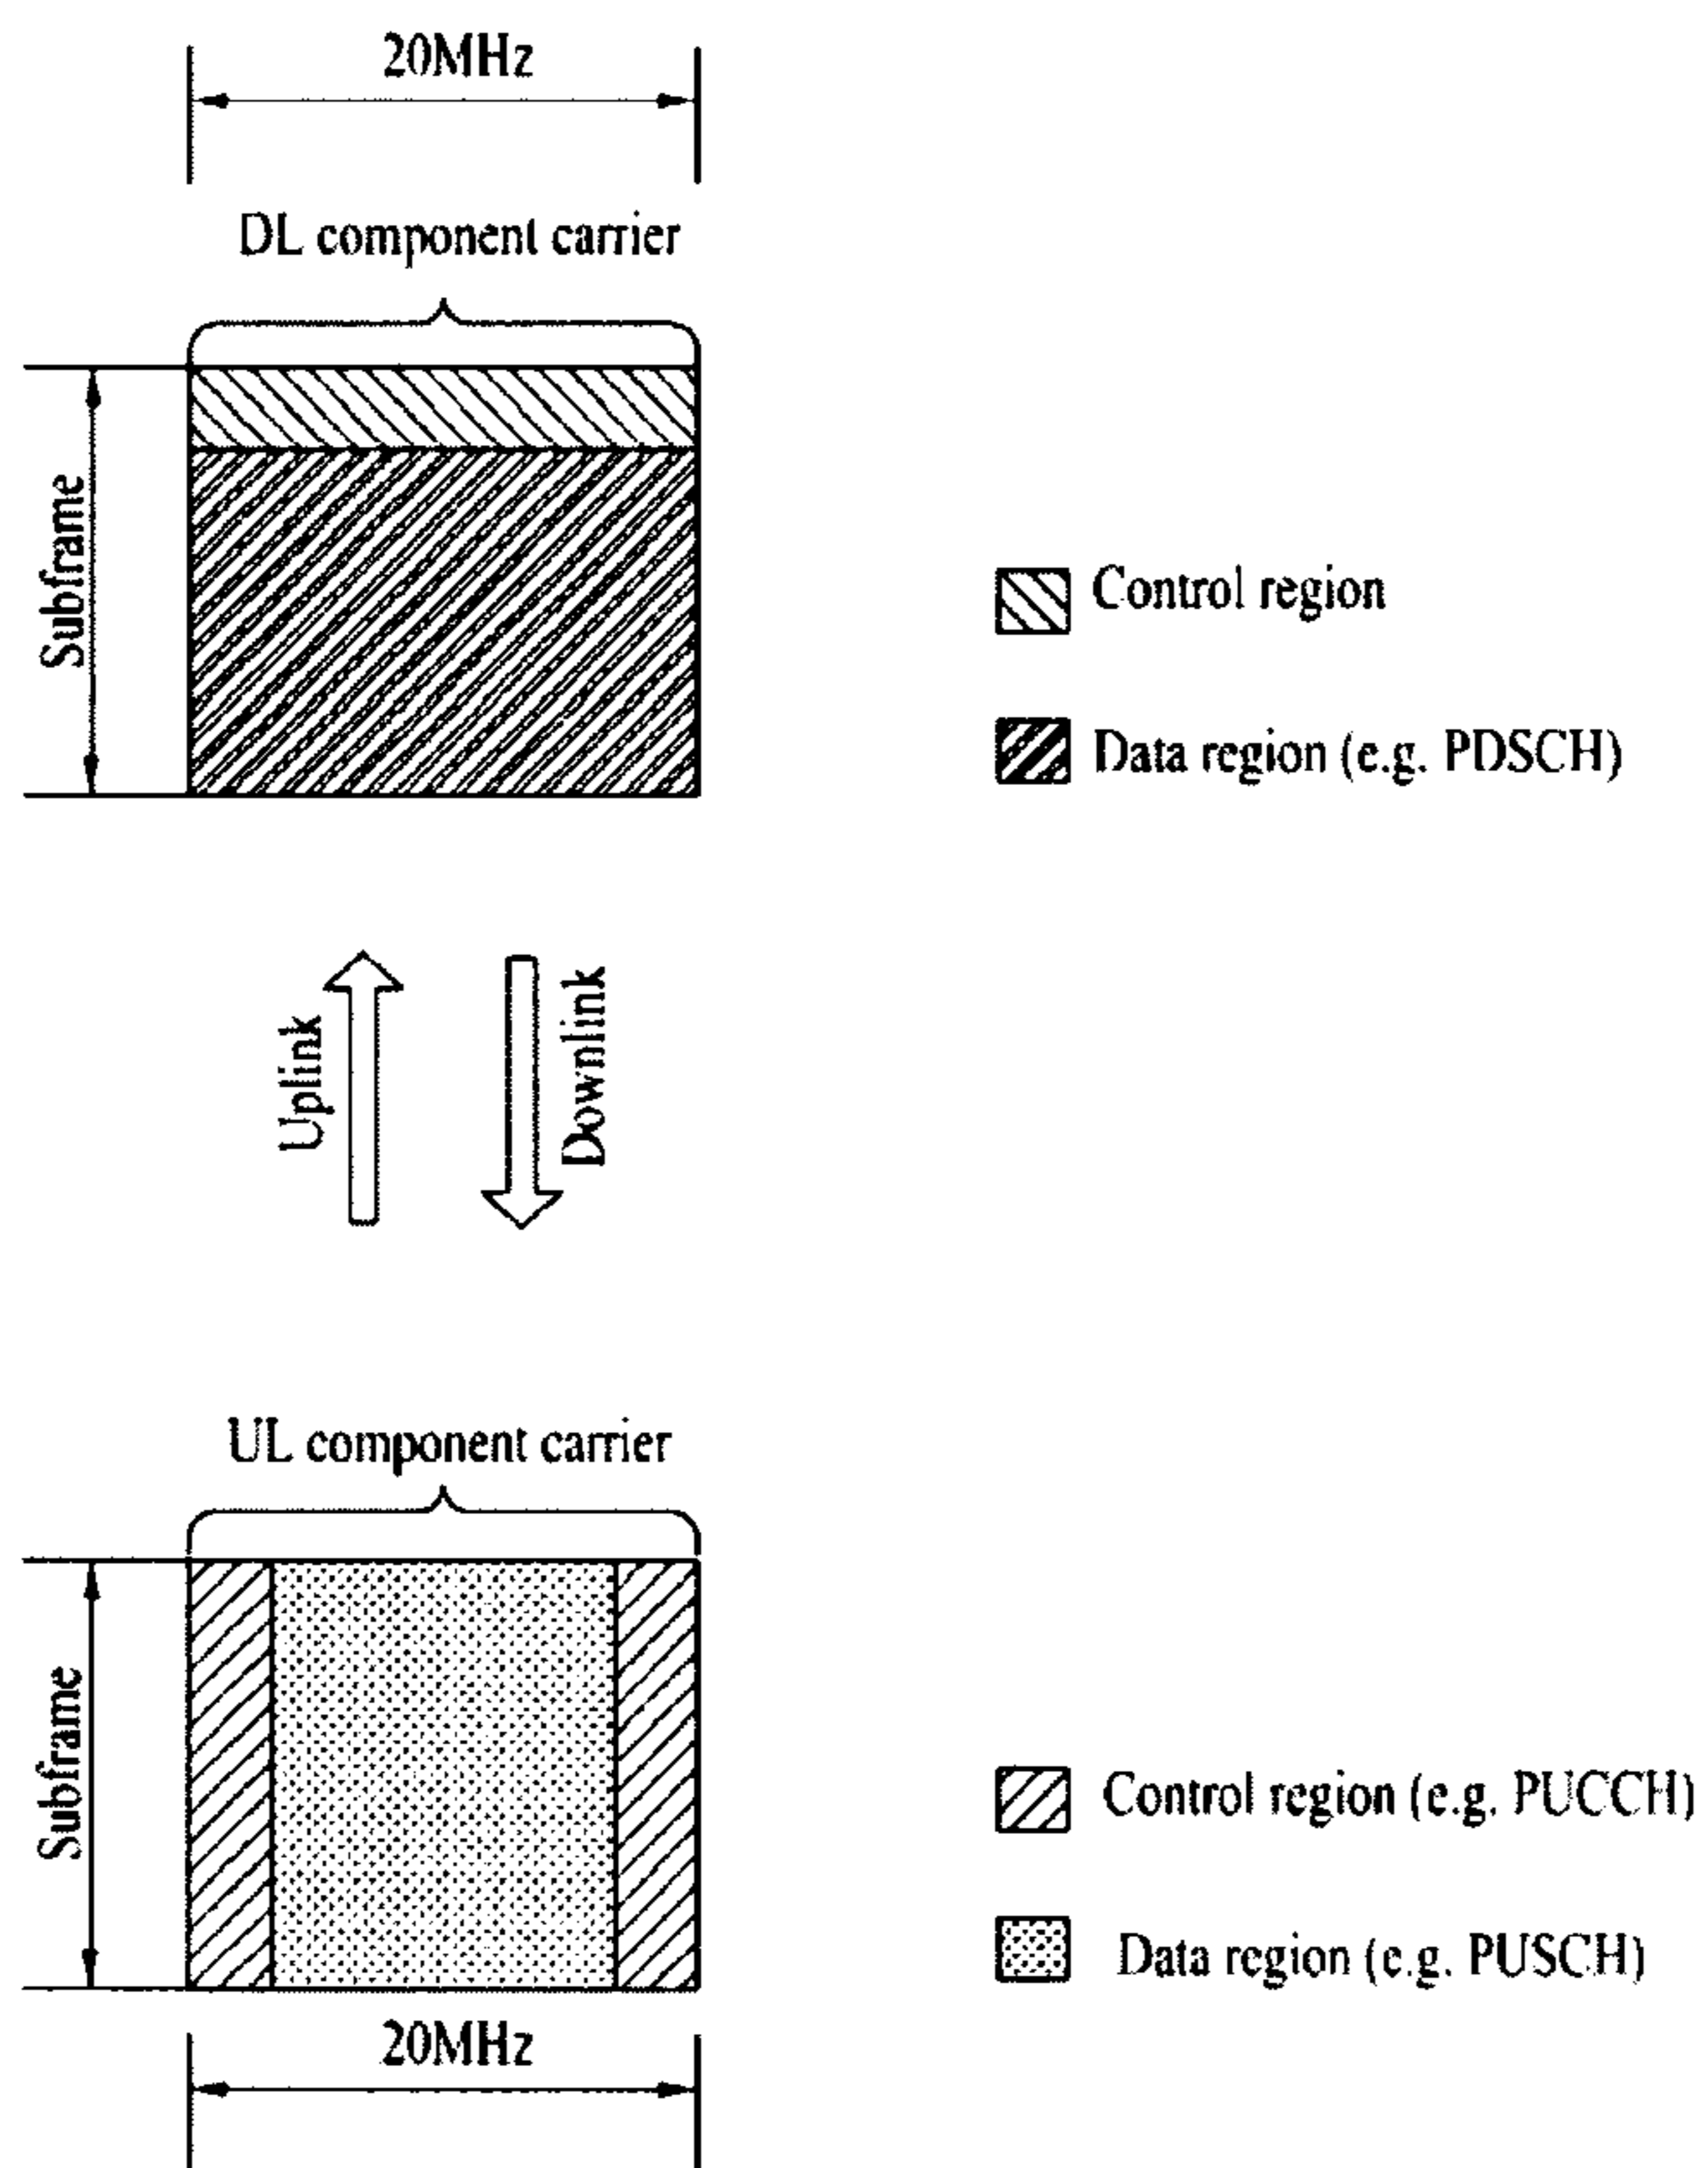 20MHz
DL component carrier
Subframe
Control region
Data region (e.g. PDSCH)
Uplink
Downlink
UL component carrier
Subframe
Control region (e.g. PUCCH)
Data region (e.g. PUSCH)
20MHz